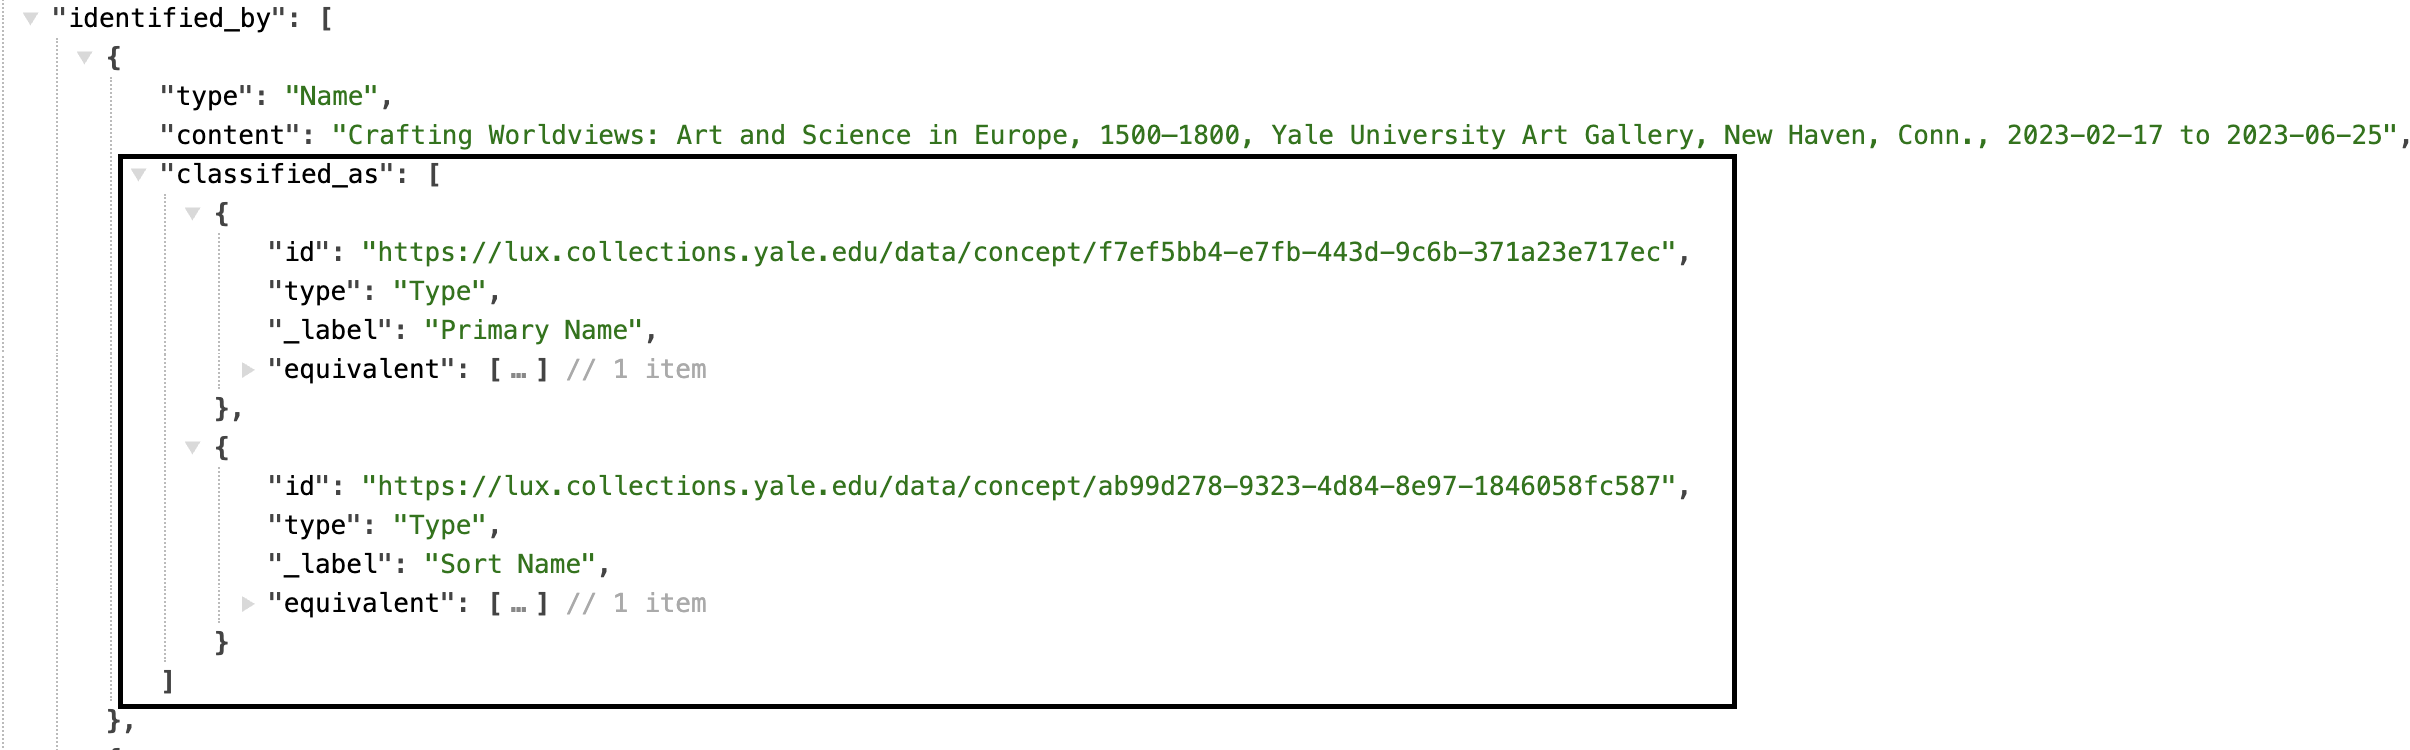 "identified_by": [
{
"type": "Name",
"content": "Crafting Worldviews: Art and Science in Europe, 1500–1800, Yale University Art Gallery, New Haven, Conn., 2023-02-17 to 2023-06-25",
"classified_as": [
{
"id": "https://lux.collections.yale.edu/data/concept/f7ef5bb4-e7fb-443d-9c6b-371a23e717ec",
"type": "Type",
"_label": "Primary Name",
"equivalent": [ … ] // 1 item
},
{
"id": "https://lux.collections.yale.edu/data/concept/ab99d278-9323-4d84-8e97-1846058fc587",
"type": "Type",
"_label": "Sort Name",
"equivalent": [ … ] // 1 item
}
]
},